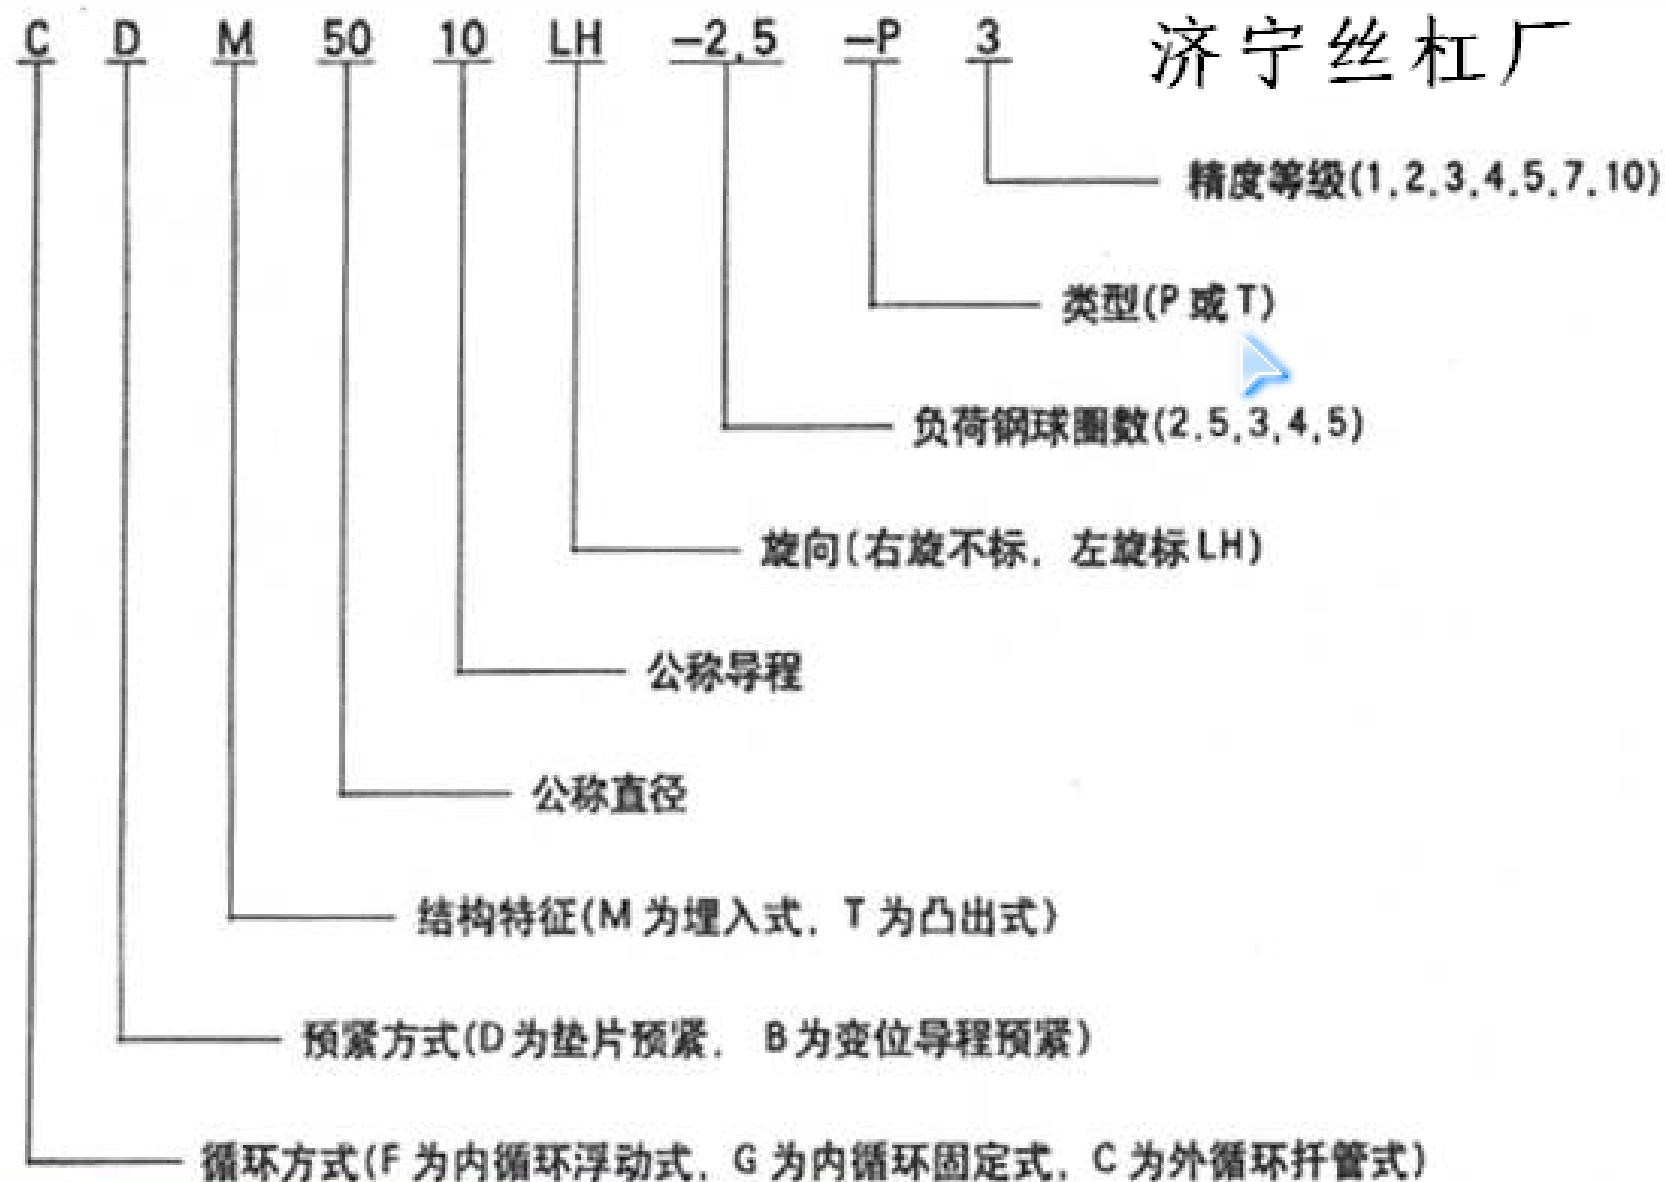 C D M 50 10 LH -2,5 -P 3 济宁丝杠厂
精度等级(1,2,3,4,5,7,10)
类型(P或T)
负荷钢球圈数(2.5,3,4,5)
旋向(右旋不标,左旋标LH)
公称导程
公称直径
结构特征(M为埋入式,T为凸出式)
预紧方式(D为垫片预紧,B为变位导程预紧)
循环方式(F为内循环浮动式,G为内循环固定式,C为外循环扦管式)